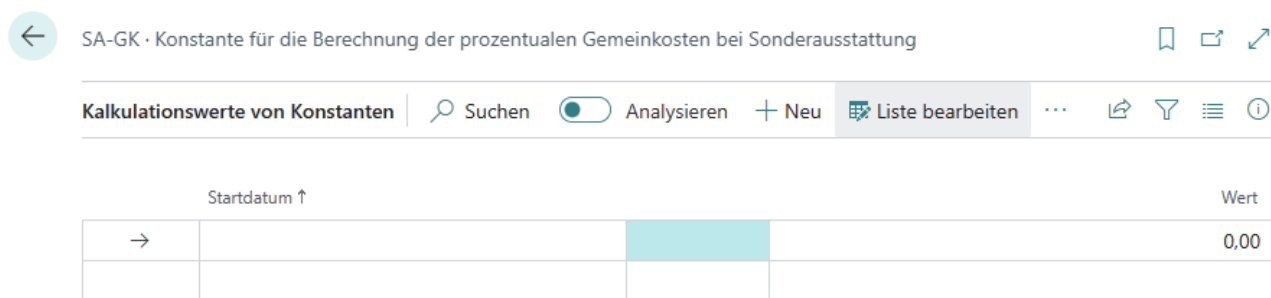 SA-GK · Konstante für die Berechnung der prozentualen Gemeinkosten bei Sonderausstattung
Kalkulationswerte von Konstanten Suchen Analysieren Neu Liste bearbeiten
Startdatum ↑ Wert
0,00